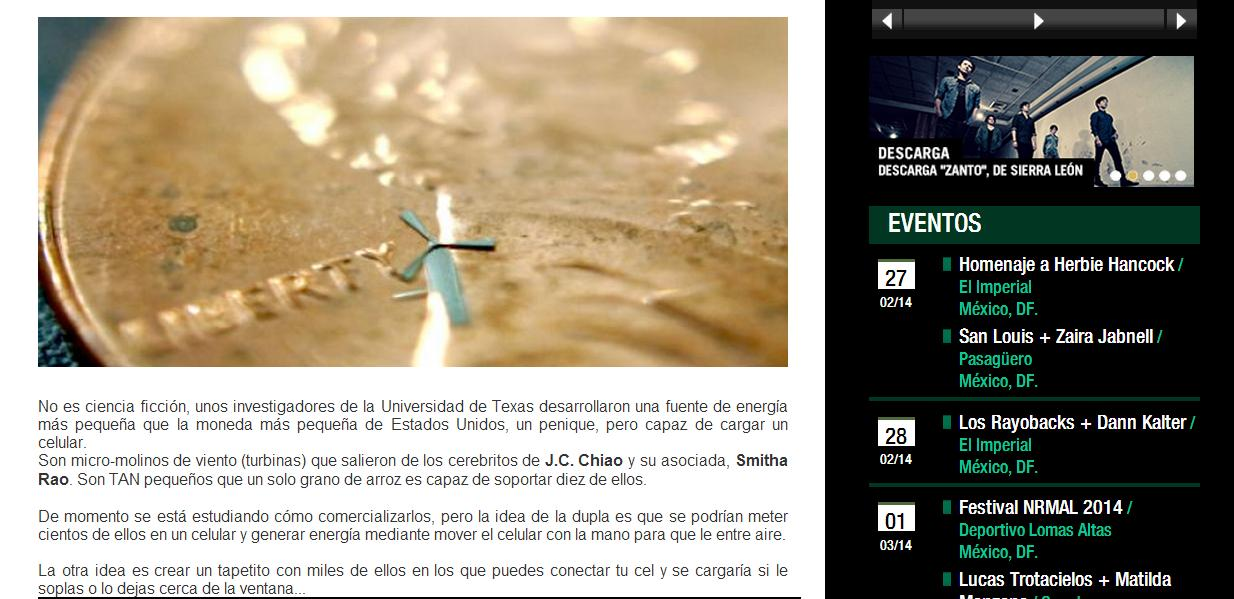 LIBERTY
No es ciencia ficción, unos investigadores de la Universidad de Texas desarrollaron una fuente de energía
más pequeña que la moneda más pequeña de Estados Unidos, un penique, pero capaz de cargar un
celular.
Son micro-molinos de viento (turbinas) que salieron de los cerebritos de J.C. Chiao y su asociada, Smitha
Rao. Son TAN pequeños que un solo grano de arroz es capaz de soportar diez de ellos.
De momento se está estudiando cómo comercializarlos, pero la idea de la dupla es que se podrían meter
cientos de ellos en un celular y generar energía mediante mover el celular con la mano para que le entre aire.
La otra idea es crear un tapetito con miles de ellos en los que puedes conectar tu cel y se cargaría si le
soplas o lo dejas cerca de la ventana...
DESCARGA
DESCARGA "ZANTO", DE SIERRA LEÓN
EVENTOS
27
02/14
Homenaje a Herbie Hancock /
El Imperial
México, DF.
San Louis + Zaira Jabnell /
Pasagüero
México, DF.
28
02/14
Los Rayobacks + Dann Kalter /
El Imperial
México, DF.
01
03/14
Festival NRMAL 2014 /
Deportivo Lomas Altas
México, DF.
Lucas Trotacielos + Matilda